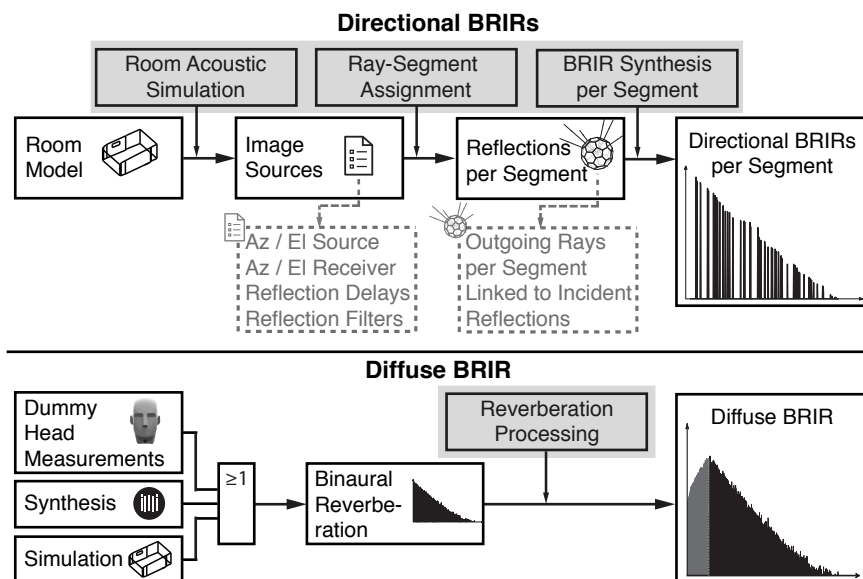 Directional BRIRs
Room Acoustic
Simulation
Ray-Segment
Assignment
BRIR Synthesis
per Segment
Room
Model
Image
Sources
Reflections
per Segment
Directional BRIRs
per Segment
Az / El Source
Az / El Receiver
Reflection Delays
Reflection Filters
Outgoing Rays
per Segment
Linked to Incident
Reflections
Diffuse BRIR
Dummy
Head
Measurements
Synthesis
Simulation
≥1
Binaural
Reverbe-
ration
Reverberation
Processing
Diffuse BRIR